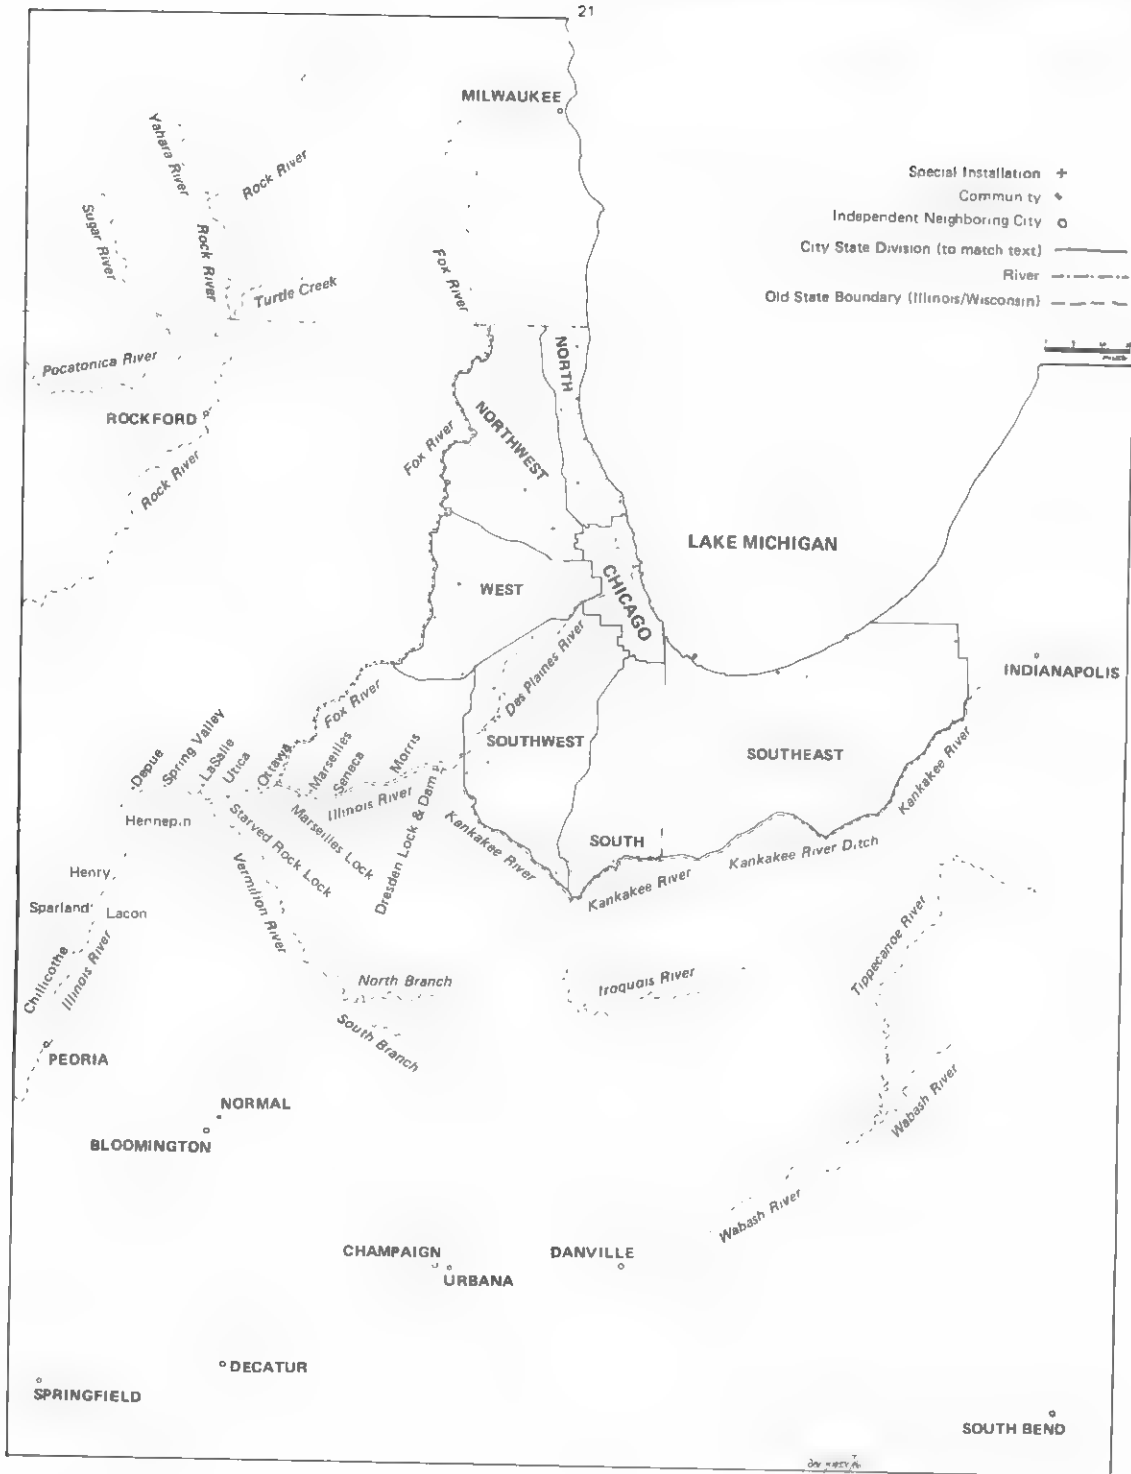 21
MILWAUKEE
Yahara River
Rock River
Sugar River
Rock River
Turtle Creek
Fox River
Special Installation
Commun ty
Independent Neighboring City
City State Division (to match text)
River
Old State Boundary (Illinois/Wisconsin)
Pocatonica River
NORTH
ROCKFORD
NORTHWEST
Fox River
Rock River
LAKE MICHIGAN
WEST
CHICAGO
INDIANAPOLIS
Fox River
Des Plaines River
SOUTHWEST
SOUTHEAST
Depue
Spring Valley
LaSalle
Utica
Ottawa
Marseilles
Seneca
Morris
Illinois River
Kankakee River
Hennepin
Starved Rock Lock
Marseilles Lock
Dresden Lock & Dam
Kankakee River
SOUTH
Kankakee River Ditch
Kankakee River
Vermilion River
Henry
Sparland
Lacon
Chillicothe
Illinois River
North Branch
South Branch
Iroquois River
Tippecanoe River
PEORIA
NORMAL
BLOOMINGTON
Wabash River
Wabash River
CHAMPAIGN
URBANA
DANVILLE
DECATUR
SPRINGFIELD
SOUTH BEND